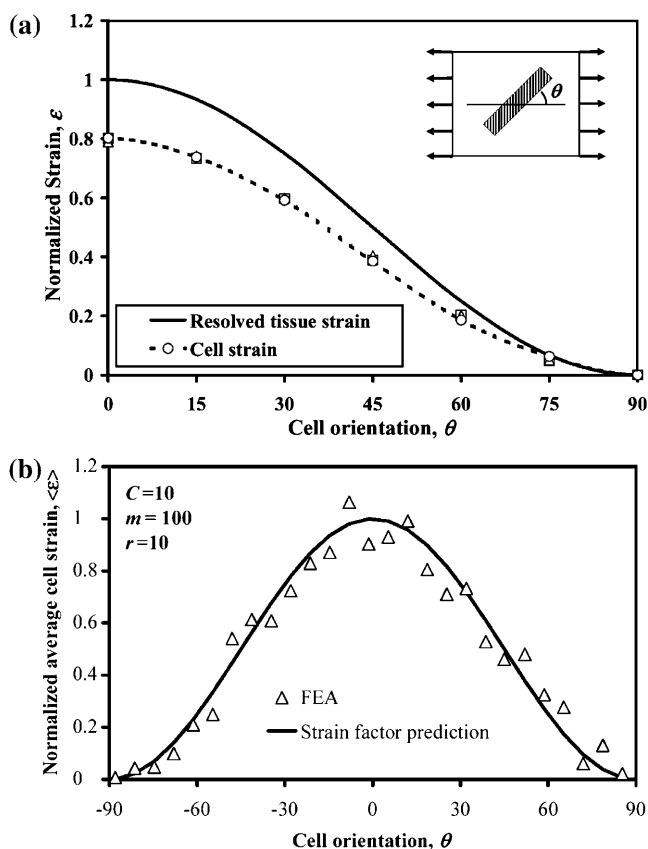 (a)
Normalized Strain, ε
1.2
1
0.8
0.6
0.4
0.2
0
θ
Resolved tissue strain
Cell strain
0 15 30 45 60 75 90
Cell orientation, θ
(b)
Normalized average cell strain, <ε>
1.2
1
0.8
0.6
0.4
0.2
0
C=10
m= 100
r=10
FEA
Strain factor prediction
-90 -60 -30 0 30 60 90
Cell orientation, θ